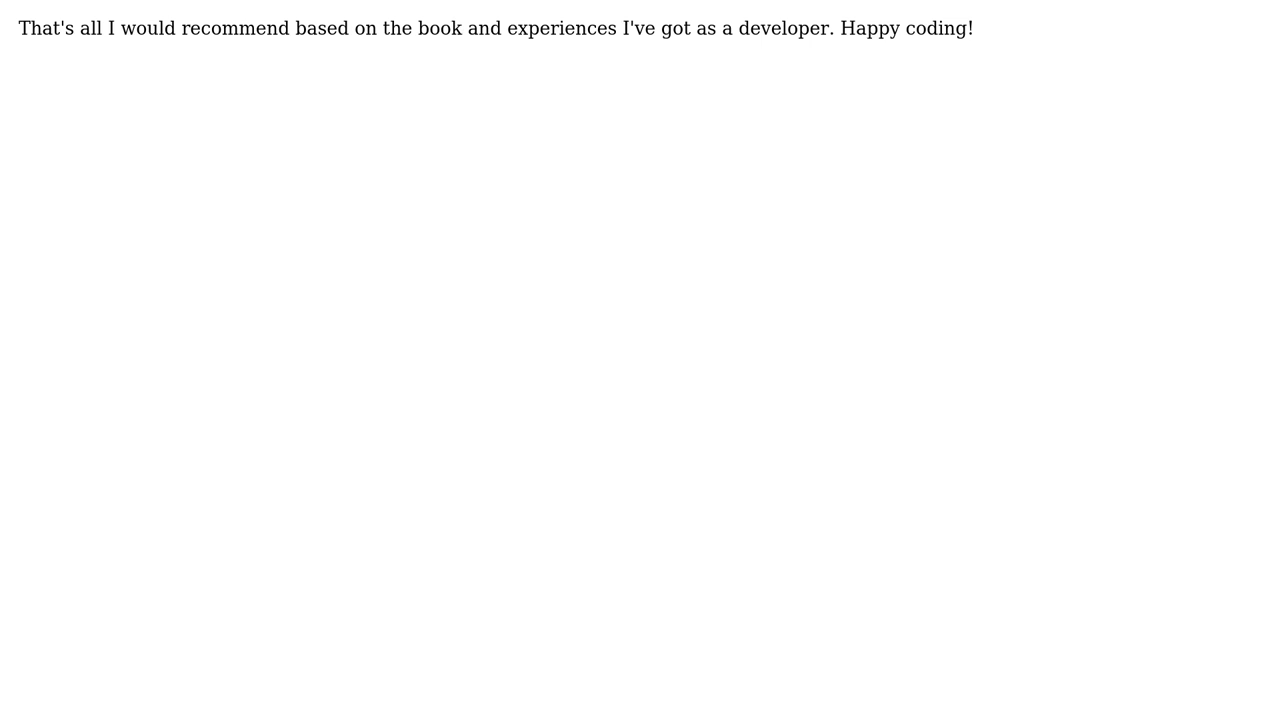 That's all I would recommend based on the book and experiences I've got as a developer. Happy coding!